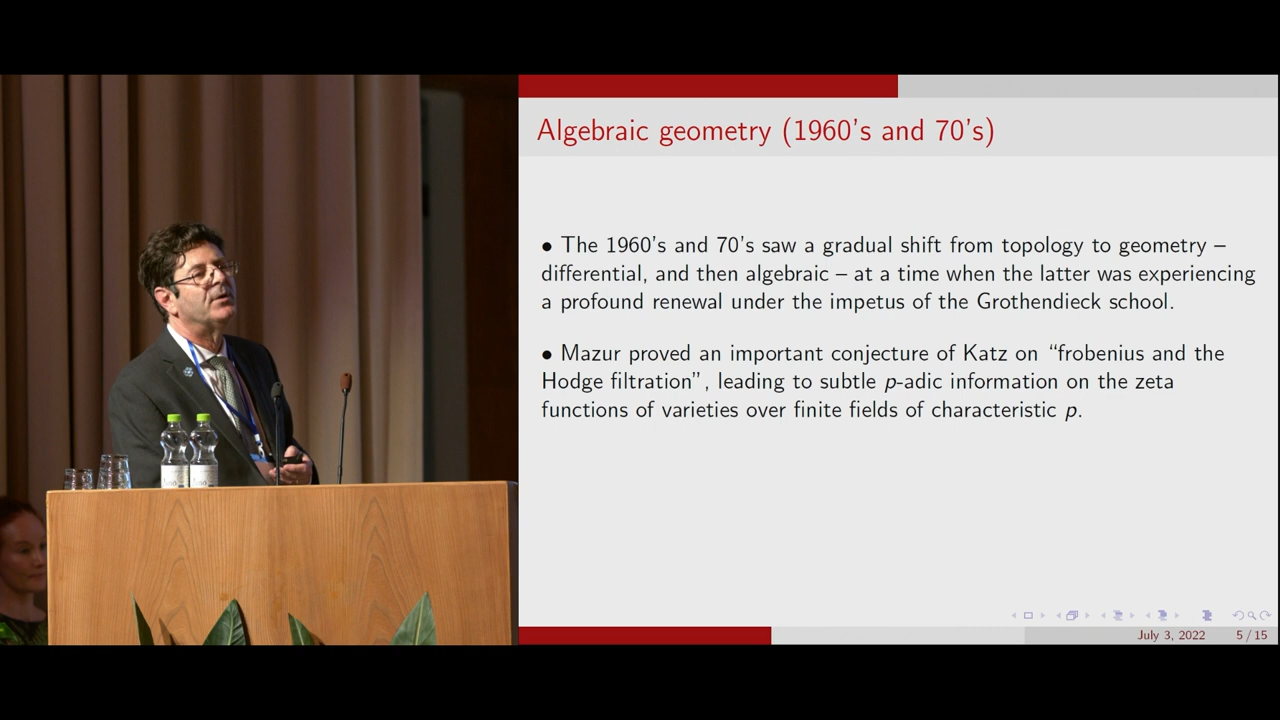 Algebraic geometry (1960's and 70's)
• The 1960's and 70's saw a gradual shift from topology to geometry –
differential, and then algebraic – at a time when the latter was experiencing
a profound renewal under the impetus of the Grothendieck school.
• Mazur proved an important conjecture of Katz on “frobenius and the
Hodge filtration”, leading to subtle p-adic information on the zeta
functions of varieties over finite fields of characteristic p.
July 3, 2022 5 / 15